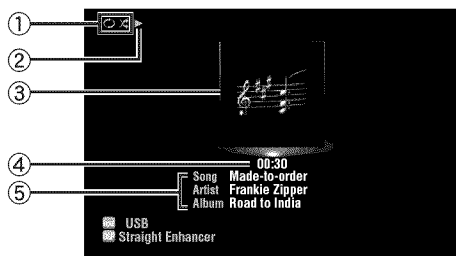 ①
②
③
④ 00:30
⑤ Song Made-to-order
Artist Frankie Zipper
Album Road to India
USB
Straight Enhancer